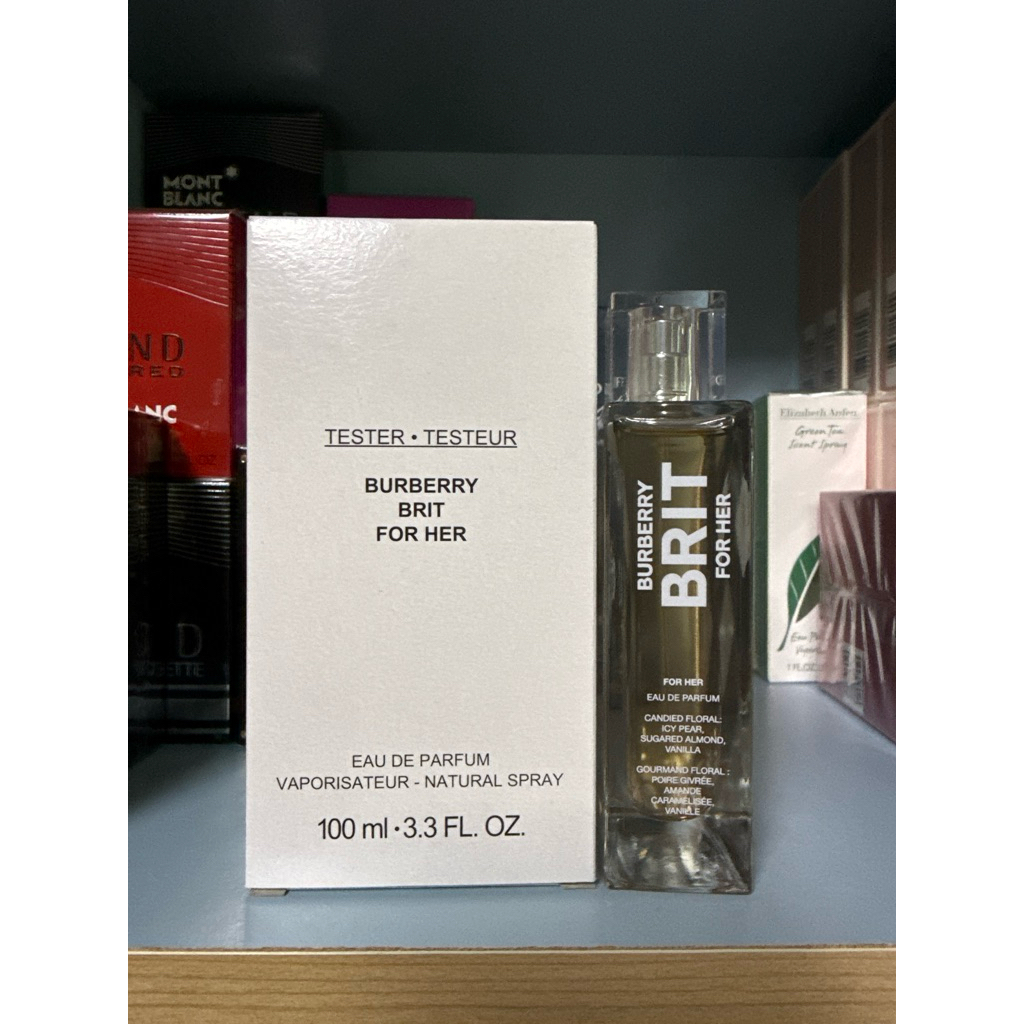 MONT
BLANC
ND
RED
ANC
OZ
TESTER • TESTEUR
BURBERRY
BRIT
FOR HER
EAU DE PARFUM
VAPORISATEUR - NATURAL SPRAY
100 ml • 3.3 FL. OZ.
BURBERRY
BRIT
FOR HER
FOR HER
EAU DE PARFUM
CANDIED FLORAL:
ICY PEAR,
SUGARED ALMOND,
VANILLA
GOURMAND FLORAL :
POIRE GIVRÉE,
AMANDE
CARAMÉLISÉE,
VANILLE
Elizabeth Arden
Green Tea
Scent Spray